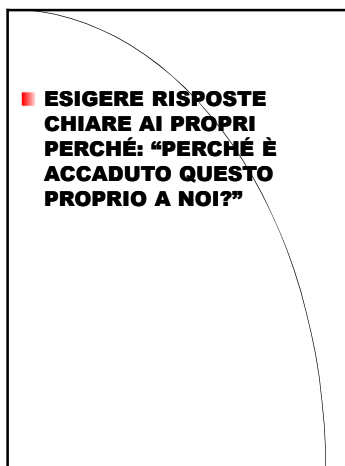 ESIGERE RISPOSTE
CHIARE AI PROPRI
PERCHÉ: “PERCHÉ È
ACCADUTO QUESTO
PROPRIO A NOI?”